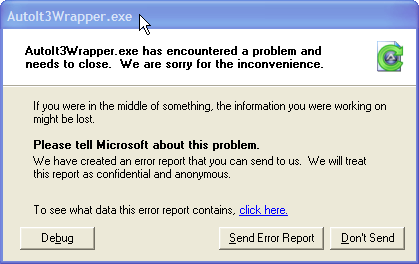 AutoIt3Wrapper.exe
AutoIt3Wrapper.exe has encountered a problem and
needs to close.  We are sorry for the inconvenience.
If you were in the middle of something, the information you were working on
might be lost.
Please tell Microsoft about this problem.
We have created an error report that you can send to us.  We will treat
this report as confidential and anonymous.
To see what data this error report contains, click here.
Debug
Send Error Report
Don't Send